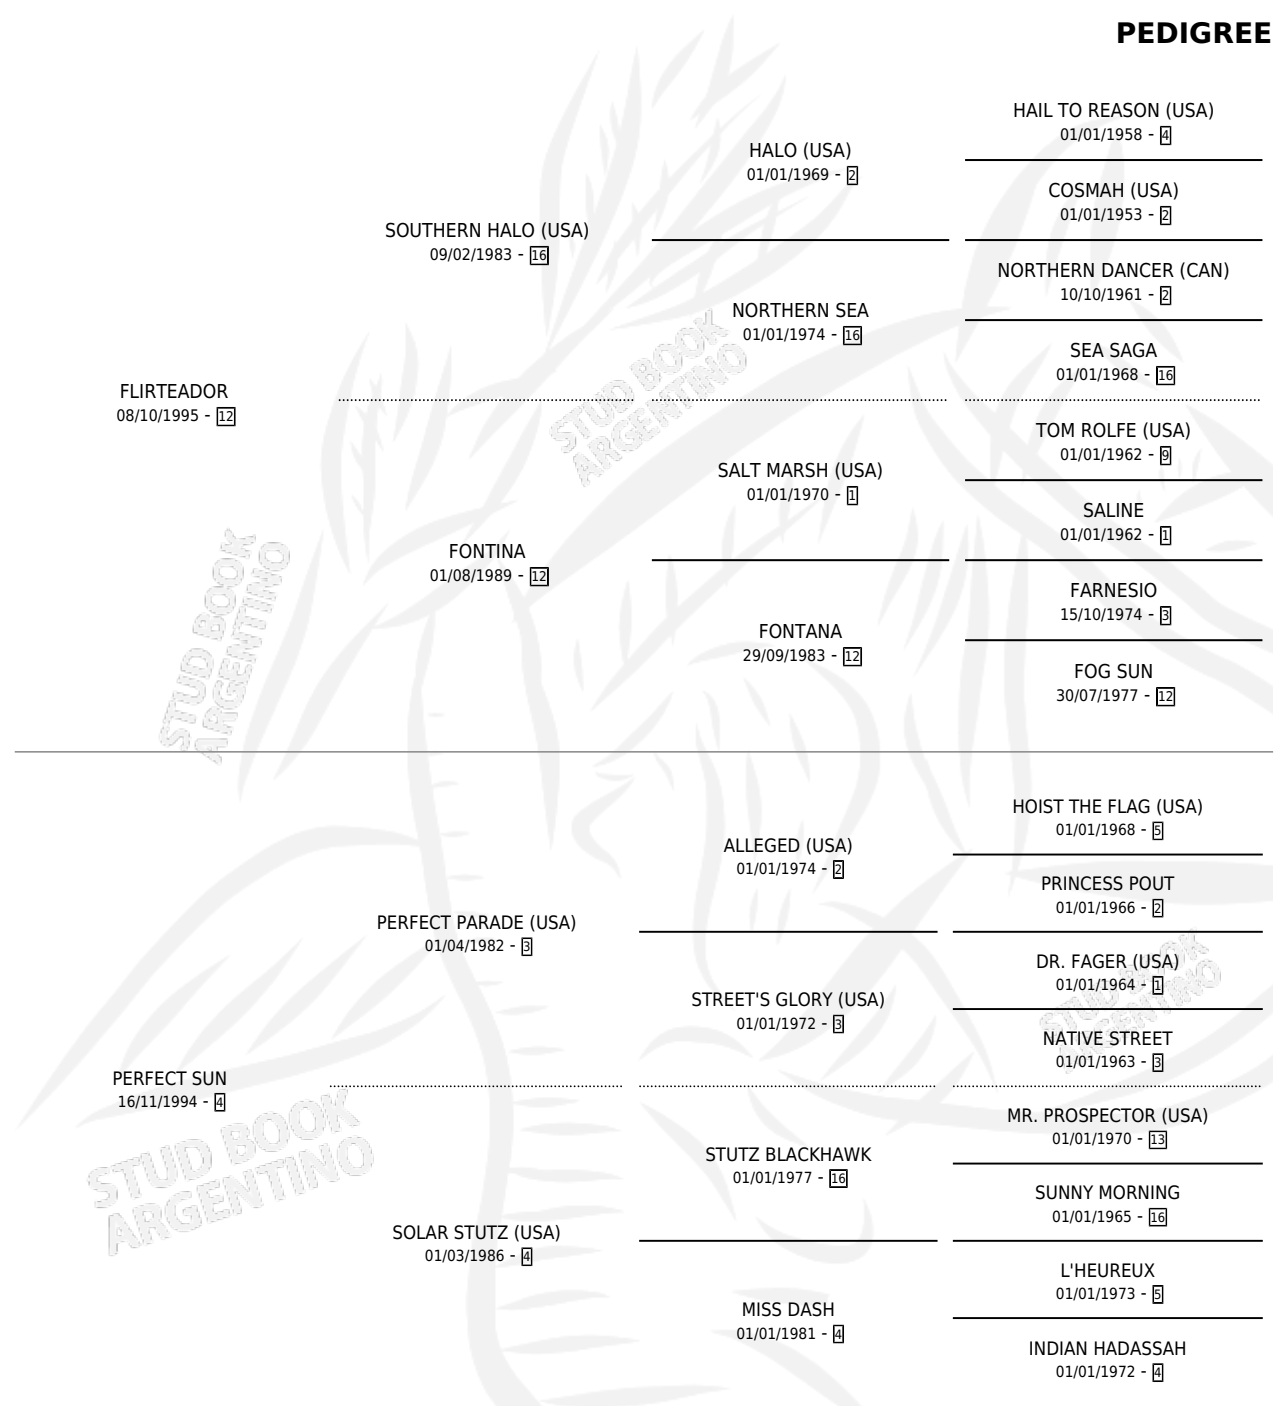 PEDIGREE
HAIL TO REASON (USA)
01/01/1958 - 4
HALO (USA)
01/01/1969 - 2
COSMAH (USA)
01/01/1953 - 2
SOUTHERN HALO (USA)
09/02/1983 - 16
NORTHERN DANCER (CAN)
10/10/1961 - 2
NORTHERN SEA
01/01/1974 - 16
SEA SAGA
01/01/1968 - 16
FLIRTEADOR
08/10/1995 - 12
STUD BOOK
ARGENTINO
TOM ROLFE (USA)
01/01/1962 - 9
SALT MARSH (USA)
01/01/1970 - 1
SALINE
01/01/1962 - 1
FONTINA
01/08/1989 - 12
FARNESIO
15/10/1974 - 3
FONTANA
29/09/1983 - 12
FOG SUN
30/07/1977 - 12
STUD BOOK
ARGENTINO
HOIST THE FLAG (USA)
01/01/1968 - 5
ALLEGED (USA)
01/01/1974 - 2
PRINCESS POUT
01/01/1966 - 2
PERFECT PARADE (USA)
01/04/1982 - 3
DR. FAGER (USA)
01/01/1964 - 1
STREET'S GLORY (USA)
01/01/1972 - 3
NATIVE STREET
01/01/1963 - 3
STUD BOOK
ARGENTINO
PERFECT SUN
16/11/1994 - 4
STUD BOOK
ARGENTINO
MR. PROSPECTOR (USA)
01/01/1970 - 13
STUTZ BLACKHAWK
01/01/1977 - 16
SUNNY MORNING
01/01/1965 - 16
SOLAR STUTZ (USA)
01/03/1986 - 4
L'HEUREUX
01/01/1973 - 5
MISS DASH
01/01/1981 - 4
INDIAN HADASSAH
01/01/1972 - 4